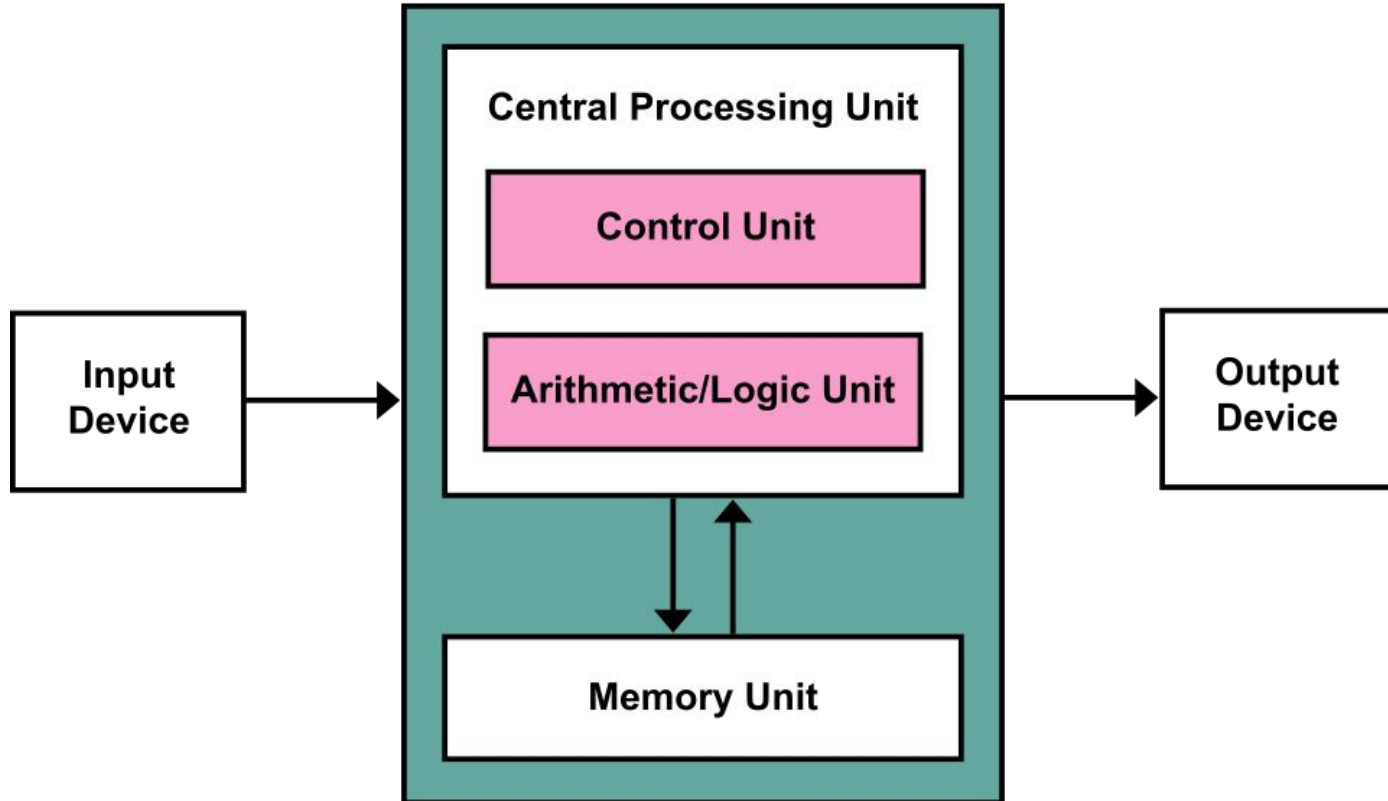 Central Processing Unit
Control Unit
Arithmetic/Logic Unit
Input
Device
Output
Device
Memory Unit